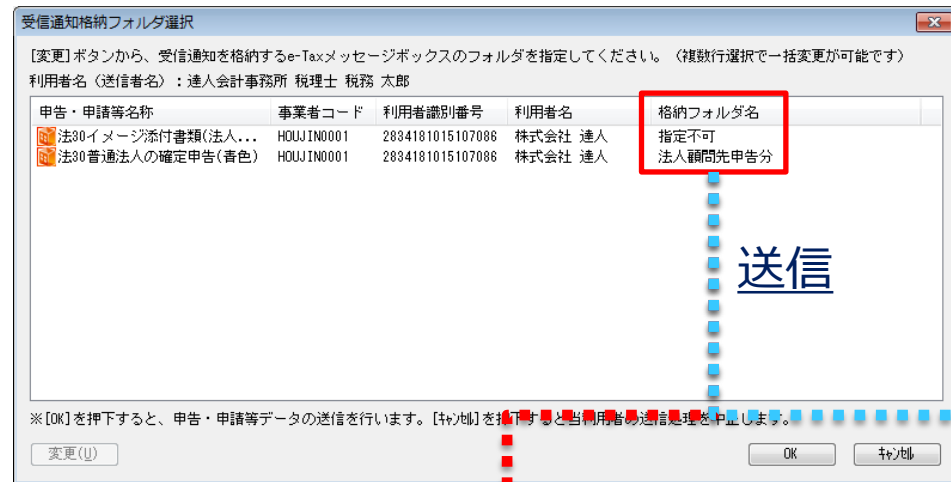 受信通知格納フォルダ選択
[変更]ボタンから、受信通知を格納するe-Taxメッセージボックスのフォルダを指定してください。（複数行選択で一括変更が可能です）
利用者名（送信者名）：達人会計事務所 税理士 税務 太郎
申告・申請等名称 事業者コード 利用者識別番号 利用者名 格納フォルダ名
法30イメージ添付書類(法人... HOUJIN0001 2834181015107086 株式会社 達人 指定不可
法30普通法人の確定申告(青色) HOUJIN0001 2834181015107086 株式会社 達人 法人顧問先申告分
送信
※[OK]を押下すると、申告・申請等データの送信を行います。[ｷｬﾝｾﾙ]を押下すると当利用者の送信処理を中止します。
変更(U) OK ｷｬﾝｾﾙ